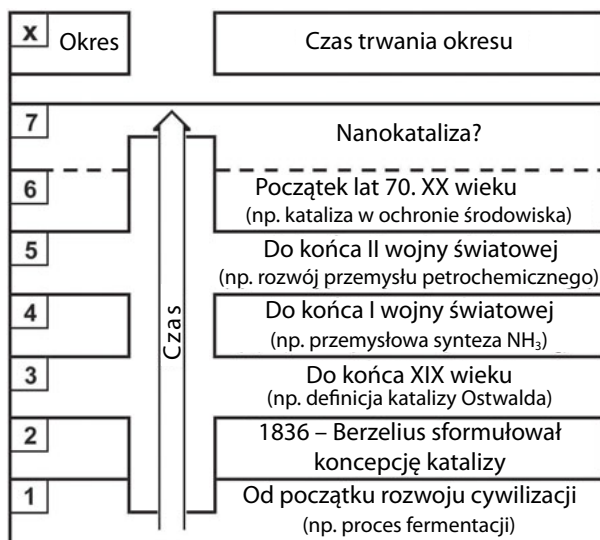 x Okres Czas trwania okresu
7 Nanokataliza?
6 Początek lat 70. XX wieku
(np. kataliza w ochronie środowiska)
5 Do końca II wojny światowej
(np. rozwój przemysłu petrochemicznego)
4 Do końca I wojny światowej
(np. przemysłowa synteza NH₃)
3 Do końca XIX wieku
(np. definicja katalizy Ostwalda)
2 1836 – Berzelius sformułował
koncepcję katalizy
1 Od początku rozwoju cywilizacji
(np. proces fermentacji)
Czas